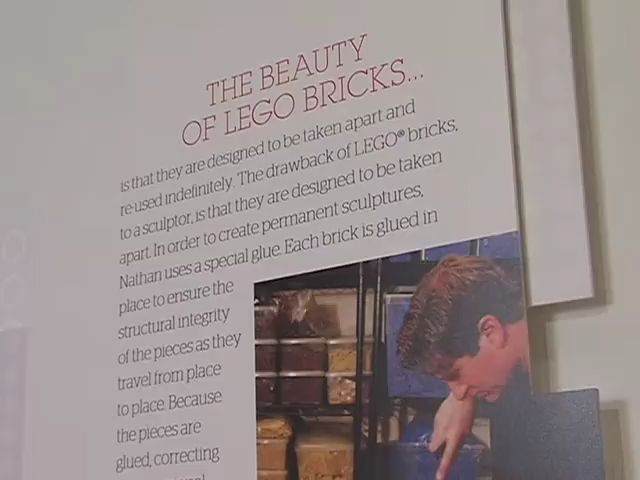 THE BEAUTY
OF LEGO BRICKS...
is that they are designed to be taken apart and
re-used indefinitely. The drawback of LEGO® bricks,
to a sculptor, is that they are designed to be taken
apart. In order to create permanent sculptures,
Nathan uses a special glue. Each brick is glued in
place to ensure the
structural integrity
of the pieces as they
travel from place
to place. Because
the pieces are
glued, correcting